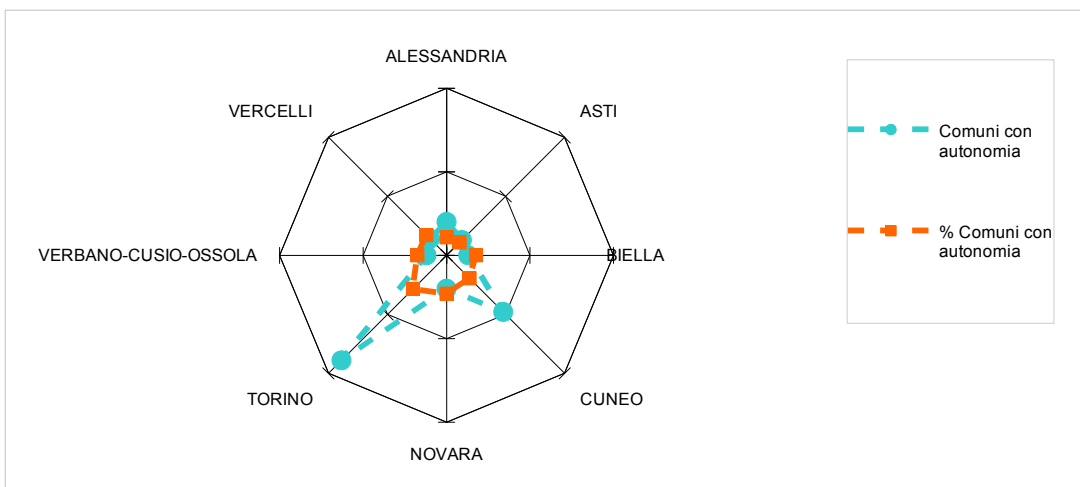 ALESSANDRIA
VERCELLI
ASTI
VERBANO-CUSIO-OSSOLA
BIELLA
TORINO
CUNEO
NOVARA
Comuni con
autonomia
% Comuni con
autonomia